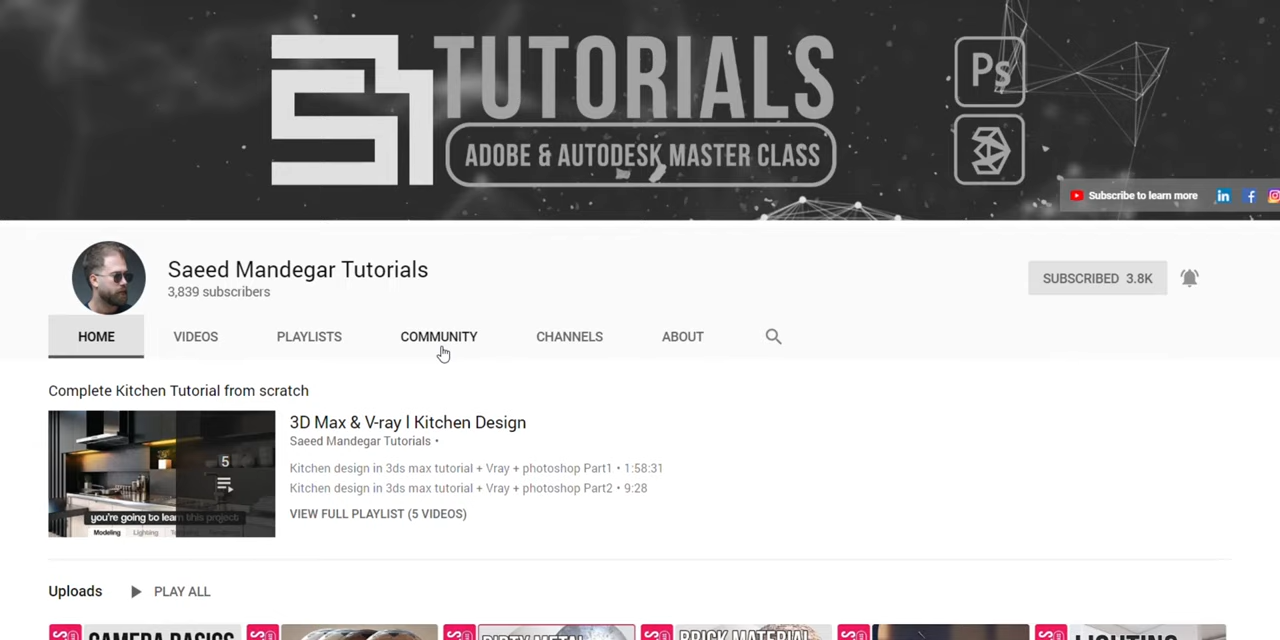 TUTORIALS
ADOBE & AUTODESK MASTER CLASS
Ps
3
Subscribe to learn more
in
f
Saeed Mandegar Tutorials
3,839 subscribers
SUBSCRIBED 3.8K
HOME VIDEOS PLAYLISTS COMMUNITY CHANNELS ABOUT
Complete Kitchen Tutorial from scratch
5
you're going to learn this project
Modeling Lighting
3D Max & V-ray l Kitchen Design
Saeed Mandegar Tutorials •
Kitchen design in 3ds max tutorial + Vray + photoshop Part1 • 1:58:31
Kitchen design in 3ds max tutorial + Vray + photoshop Part2 • 9:28
VIEW FULL PLAYLIST (5 VIDEOS)
Uploads PLAY ALL
CAMERA BASICS
DIRTY METAL
BRICK MATERIAL
LIGHTING